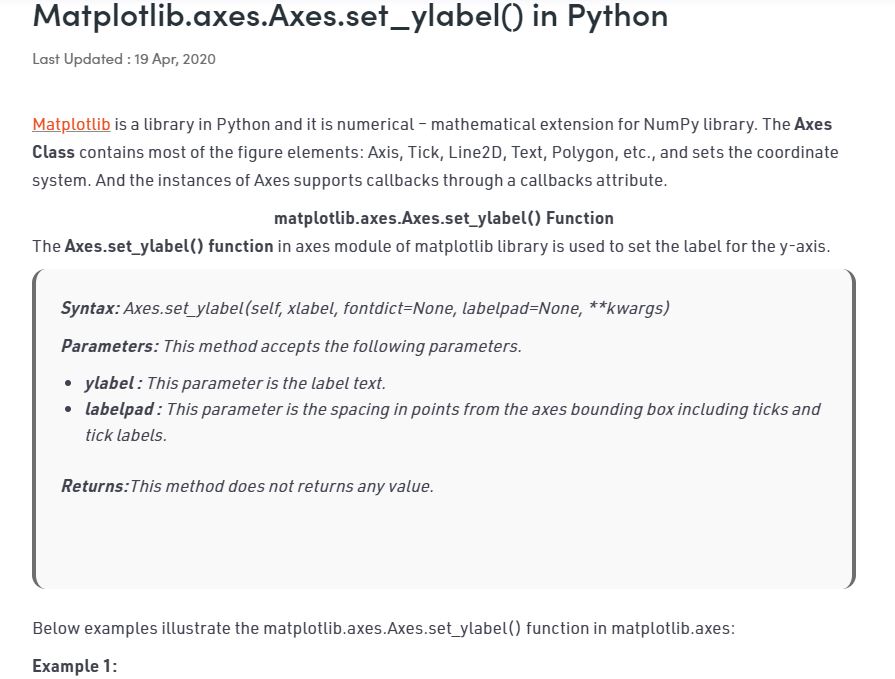 Matplotlib.axes.Axes.set_ylabel() in Python
Last Updated : 19 Apr, 2020
Matplotlib is a library in Python and it is numerical – mathematical extension for NumPy library. The Axes
Class contains most of the figure elements: Axis, Tick, Line2D, Text, Polygon, etc., and sets the coordinate
system. And the instances of Axes supports callbacks through a callbacks attribute.
matplotlib.axes.Axes.set_ylabel() Function
The Axes.set_ylabel() function in axes module of matplotlib library is used to set the label for the y-axis.
Syntax: Axes.set_ylabel(self, xlabel, fontdict=None, labelpad=None, **kwargs)
Parameters: This method accepts the following parameters.
• ylabel : This parameter is the label text.
• labelpad : This parameter is the spacing in points from the axes bounding box including ticks and
tick labels.
Returns:This method does not returns any value.
Below examples illustrate the matplotlib.axes.Axes.set_ylabel() function in matplotlib.axes:
Example 1: